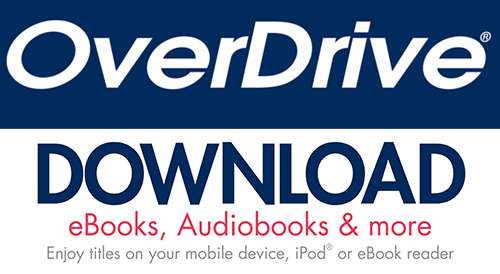 OverDrive®
DOWNLOAD
eBooks, Audiobooks & more
Enjoy titles on your mobile device, iPod® or eBook reader